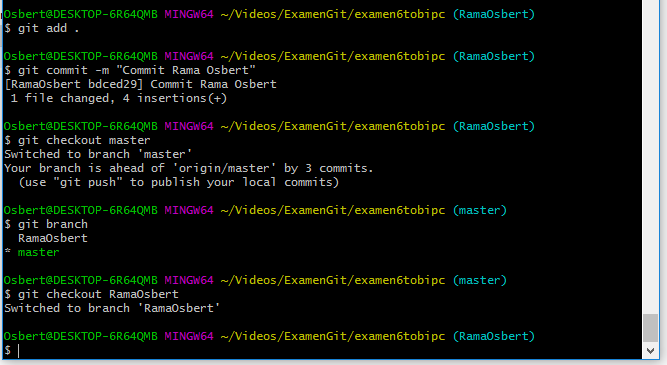 Osbert@DESKTOP-6R64QMB MINGW64 ~/Videos/ExamenGit/examen6tobipc (RamaOsbert)
$ git add .
Osbert@DESKTOP-6R64QMB MINGW64 ~/Videos/ExamenGit/examen6tobipc (RamaOsbert)
$ git commit -m "Commit Rama Osbert"
[RamaOsbert bdced29] Commit Rama Osbert
 1 file changed, 4 insertions(+)
Osbert@DESKTOP-6R64QMB MINGW64 ~/Videos/ExamenGit/examen6tobipc (RamaOsbert)
$ git checkout master
Switched to branch 'master'
Your branch is ahead of 'origin/master' by 3 commits.
  (use "git push" to publish your local commits)
Osbert@DESKTOP-6R64QMB MINGW64 ~/Videos/ExamenGit/examen6tobipc (master)
$ git branch
  RamaOsbert
* master
Osbert@DESKTOP-6R64QMB MINGW64 ~/Videos/ExamenGit/examen6tobipc (master)
$ git checkout RamaOsbert
Switched to branch 'RamaOsbert'
Osbert@DESKTOP-6R64QMB MINGW64 ~/Videos/ExamenGit/examen6tobipc (RamaOsbert)
$